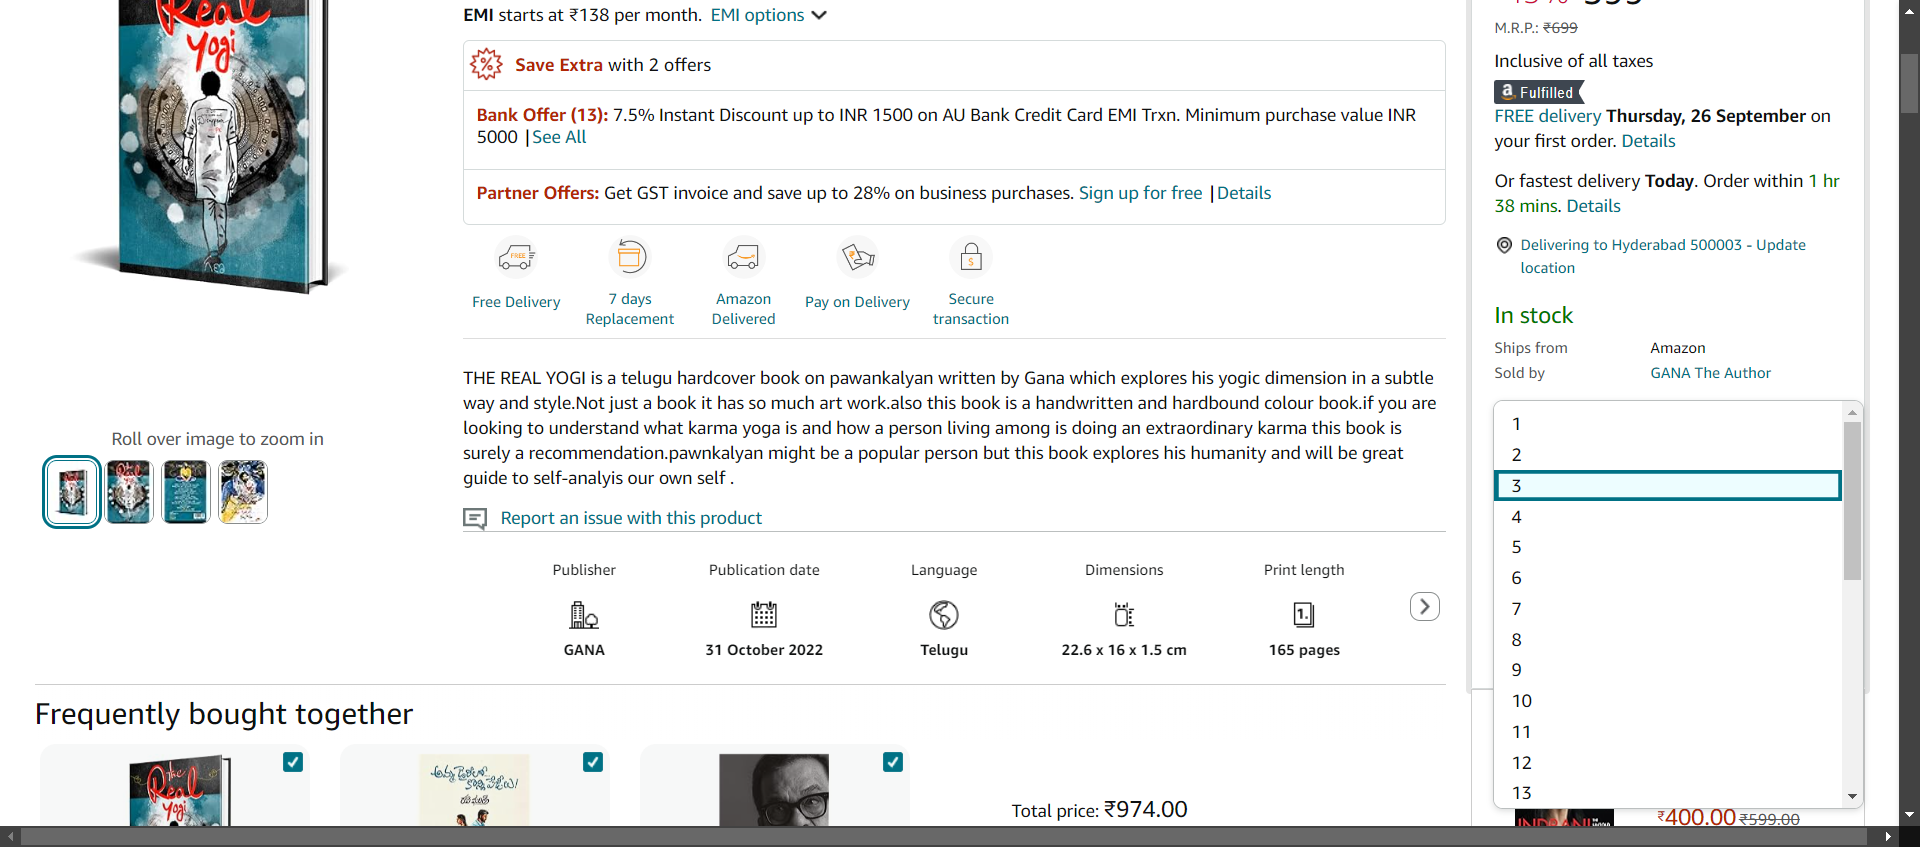 Real
yogi
EMI starts at ₹138 per month. EMI options
Save Extra with 2 offers
Bank Offer (13): 7.5% Instant Discount up to INR 1500 on AU Bank Credit Card EMI Trxn. Minimum purchase value INR
5000 | See All
Partner Offers: Get GST invoice and save up to 28% on business purchases. Sign up for free | Details
FREE
Free Delivery
7 days
Replacement
Amazon
Delivered
Pay on Delivery
Secure
transaction
THE REAL YOGI is a telugu hardcover book on pawankalyan written by Gana which explores his yogic dimension in a subtle
way and style.Not just a book it has so much art work.also this book is a handwritten and hardbound colour book.if you are
looking to understand what karma yoga is and how a person living among is doing an extraordinary karma this book is
surely a recommendation.pawnkalyan might be a popular person but this book explores his humanity and will be great
guide to self-analyis our own self .
Report an issue with this product
Roll over image to zoom in
Publisher
GANA
Publication date
31 October 2022
Language
Telugu
Dimensions
22.6 x 16 x 1.5 cm
Print length
165 pages
Frequently bought together
the
Real
yogi
Total price: ₹974.00
M.R.P.: ₹699
Inclusive of all taxes
a Fulfilled
FREE delivery Thursday, 26 September on
your first order. Details
Or fastest delivery Today. Order within 1 hr
38 mins. Details
Delivering to Hyderabad 500003 - Update
location
In stock
Ships from Amazon
Sold by GANA The Author
1
2
3
4
5
6
7
8
9
10
11
12
13
₹400.00 ₹599.00